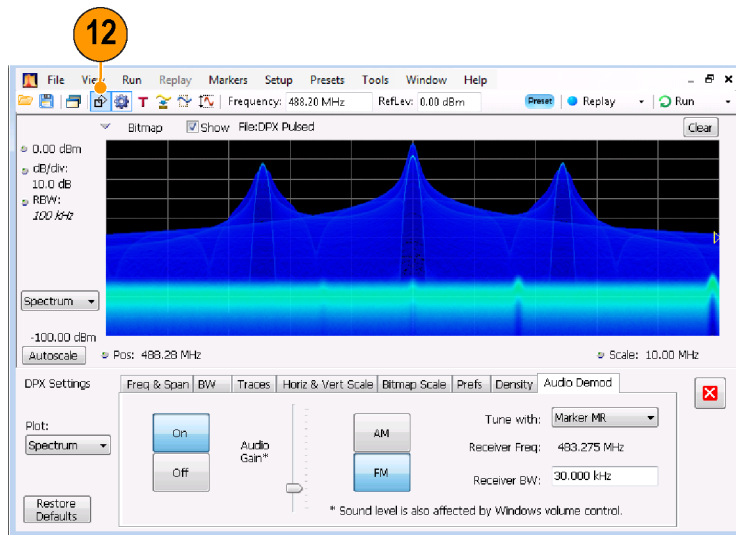 12
File View Run Replay Markers Setup Presets Tools Window Help
T Frequency: 488.20 MHz RefLev: 0.00 dBm Preset Replay Run
Bitmap Show File:DPX Pulsed Clear
0.00 dBm
dB/div:
10.0 dB
RBW:
100 kHz
Spectrum
-100.00 dBm
Autoscale Pos: 488.28 MHz Scale: 10.00 MHz
DPX Settings Freq & Span BW Traces Horiz & Vert Scale Bitmap Scale Prefs Density Audio Demod
Plot:
Spectrum
On
Off
Audio
Gain*
AM
FM
Tune with: Marker MR
Receiver Freq: 483.275 MHz
Receiver BW: 30.000 kHz
Restore
Defaults
* Sound level is also affected by Windows volume control.